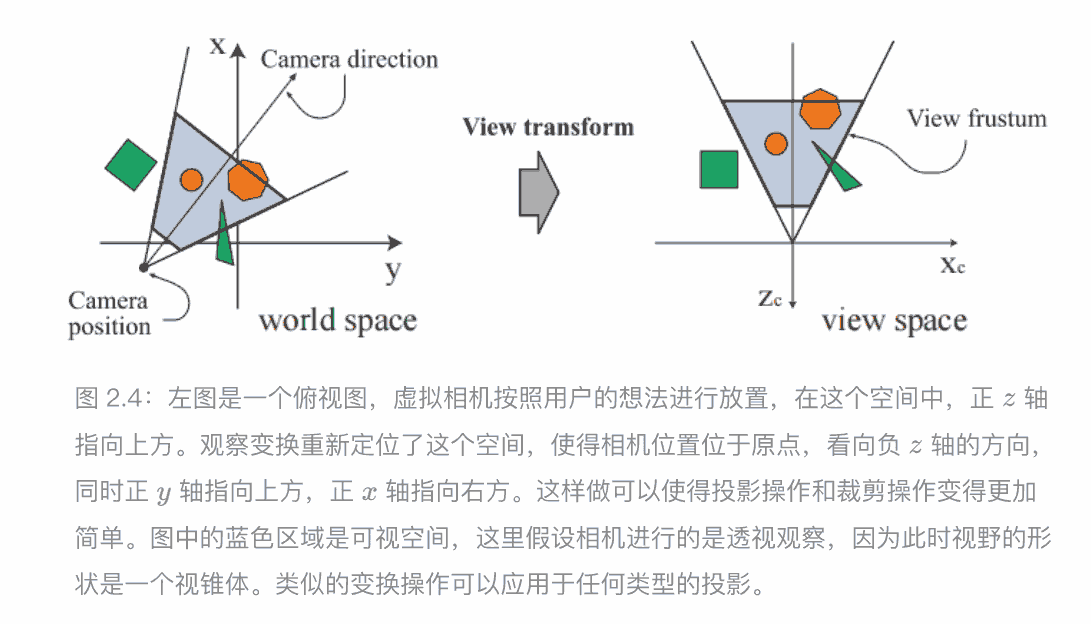 x
Camera direction
View transform
View frustum
y
xc
Camera
position
zc
world space
view space
图 2.4：左图是一个俯视图，虚拟相机按照用户的想法进行放置，在这个空间中，正 z 轴
指向上方。观察变换重新定位了这个空间，使得相机位置位于原点，看向负 z 轴的方向，
同时正 y 轴指向上方，正 x 轴指向右方。这样做可以使得投影操作和裁剪操作变得更加
简单。图中的蓝色区域是可视空间，这里假设相机进行的是透视观察，因为此时视野的形
状是一个视锥体。类似的变换操作可以应用于任何类型的投影。